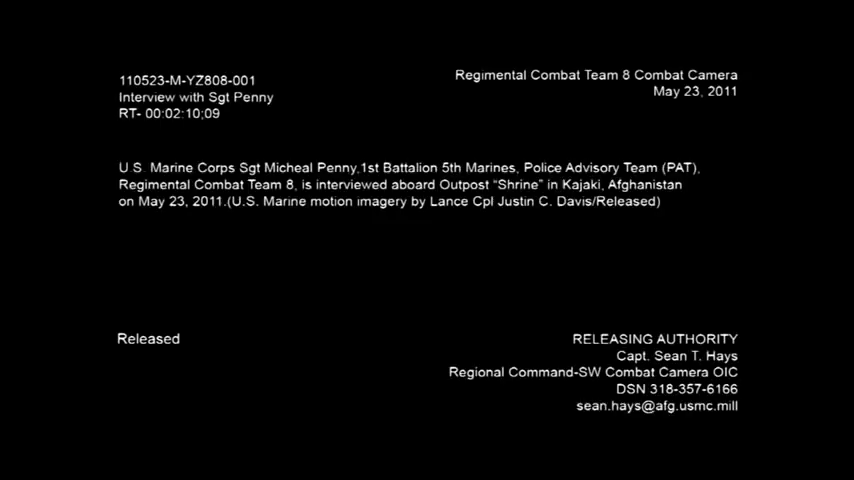 110523-M-YZ808-001
Interview with Sgt Penny
RT- 00:02:10;09
Regimental Combat Team 8 Combat Camera
May 23, 2011
U.S. Marine Corps Sgt Micheal Penny,1st Battalion 5th Marines, Police Advisory Team (PAT),
Regimental Combat Team 8, is interviewed aboard Outpost “Shrine” in Kajaki, Afghanistan
on May 23, 2011.(U.S. Marine motion imagery by Lance Cpl Justin C. Davis/Released)
Released
RELEASING AUTHORITY
Capt. Sean T. Hays
Regional Command-SW Combat Camera OIC
DSN 318-357-6166
sean.hays@afg.usmc.mill